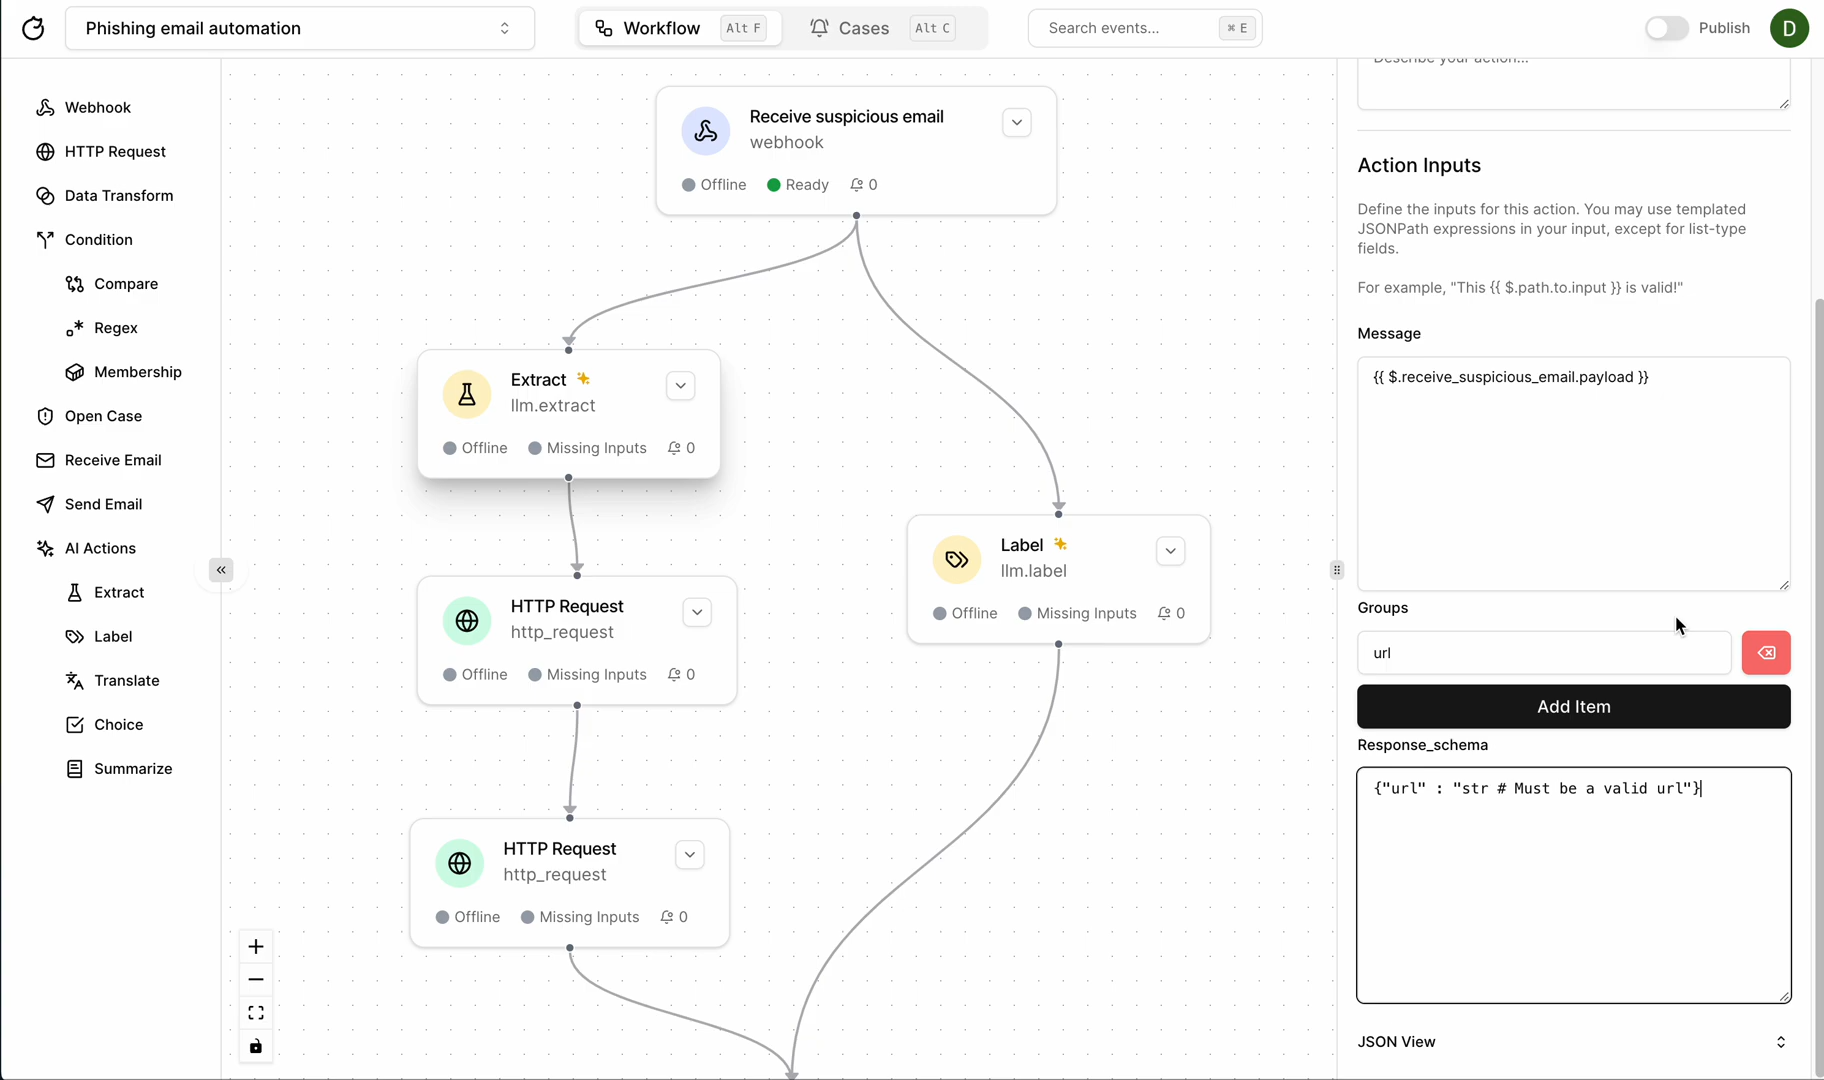 Phishing email automation
Workflow Alt F
Cases Alt C
Search events... ⌘ E
Publish
D
Webhook
HTTP Request
Data Transform
Condition
Compare
Regex
Membership
Open Case
Receive Email
Send Email
AI Actions
Extract
Label
Translate
Choice
Summarize
Receive suspicious email
webhook
Offline Ready 0
Extract
llm.extract
Offline Missing Inputs 0
HTTP Request
http_request
Offline Missing Inputs 0
HTTP Request
http_request
Offline Missing Inputs 0
Label
llm.label
Offline Missing Inputs 0
Describe your action...
Action Inputs
Define the inputs for this action. You may use templated
JSONPath expressions in your input, except for list-type
fields.
For example, "This {{ $.path.to.input }} is valid!"
Message
{{ $.receive_suspicious_email.payload }}
Groups
url
Add Item
Response_schema
{"url" : "str # Must be a valid url"}
JSON View